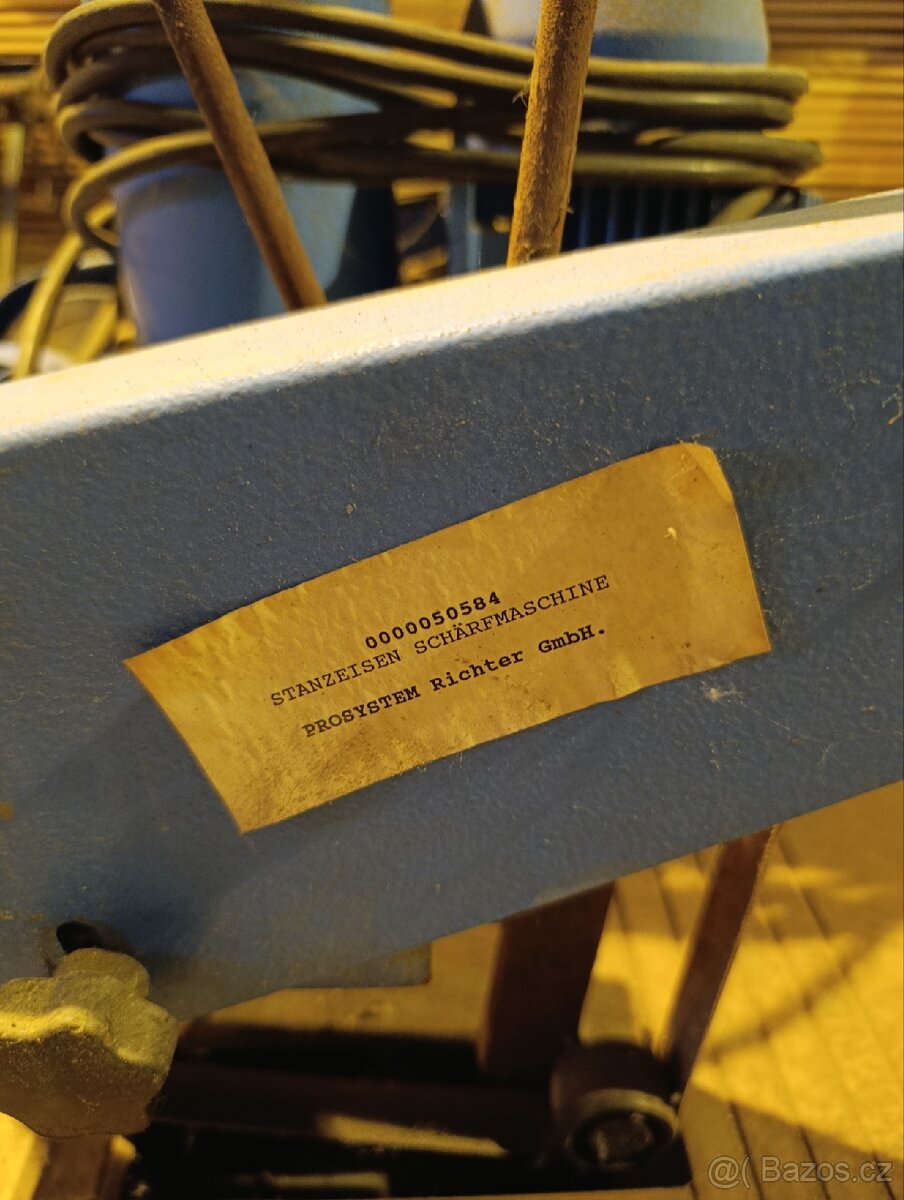 0000050584
STANZEISEN SCHÄRFMASCHINE
PROSYSTEM Richter GmbH.
@( Bazos.cz